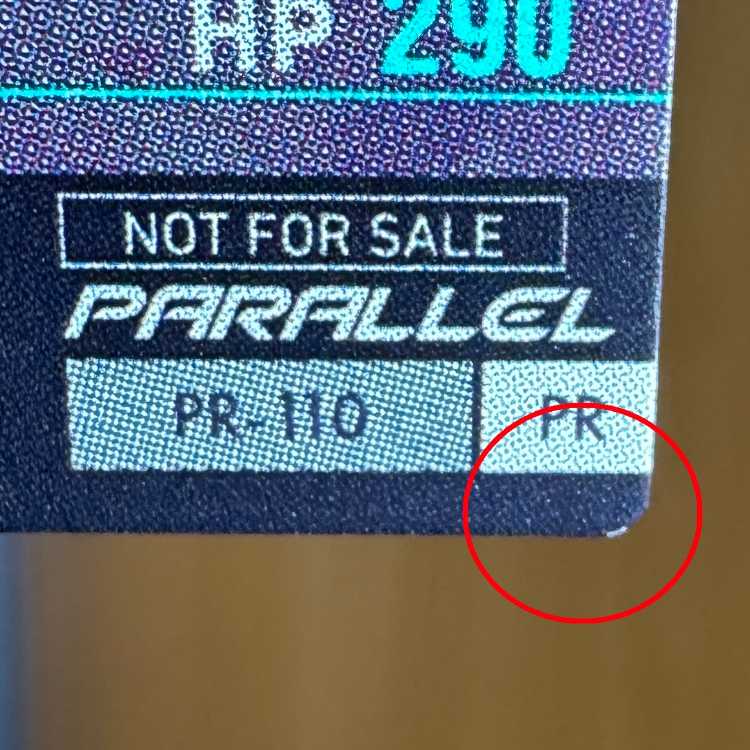 HP 290
NOT FOR SALE
PARALLEL
PR-110 PR